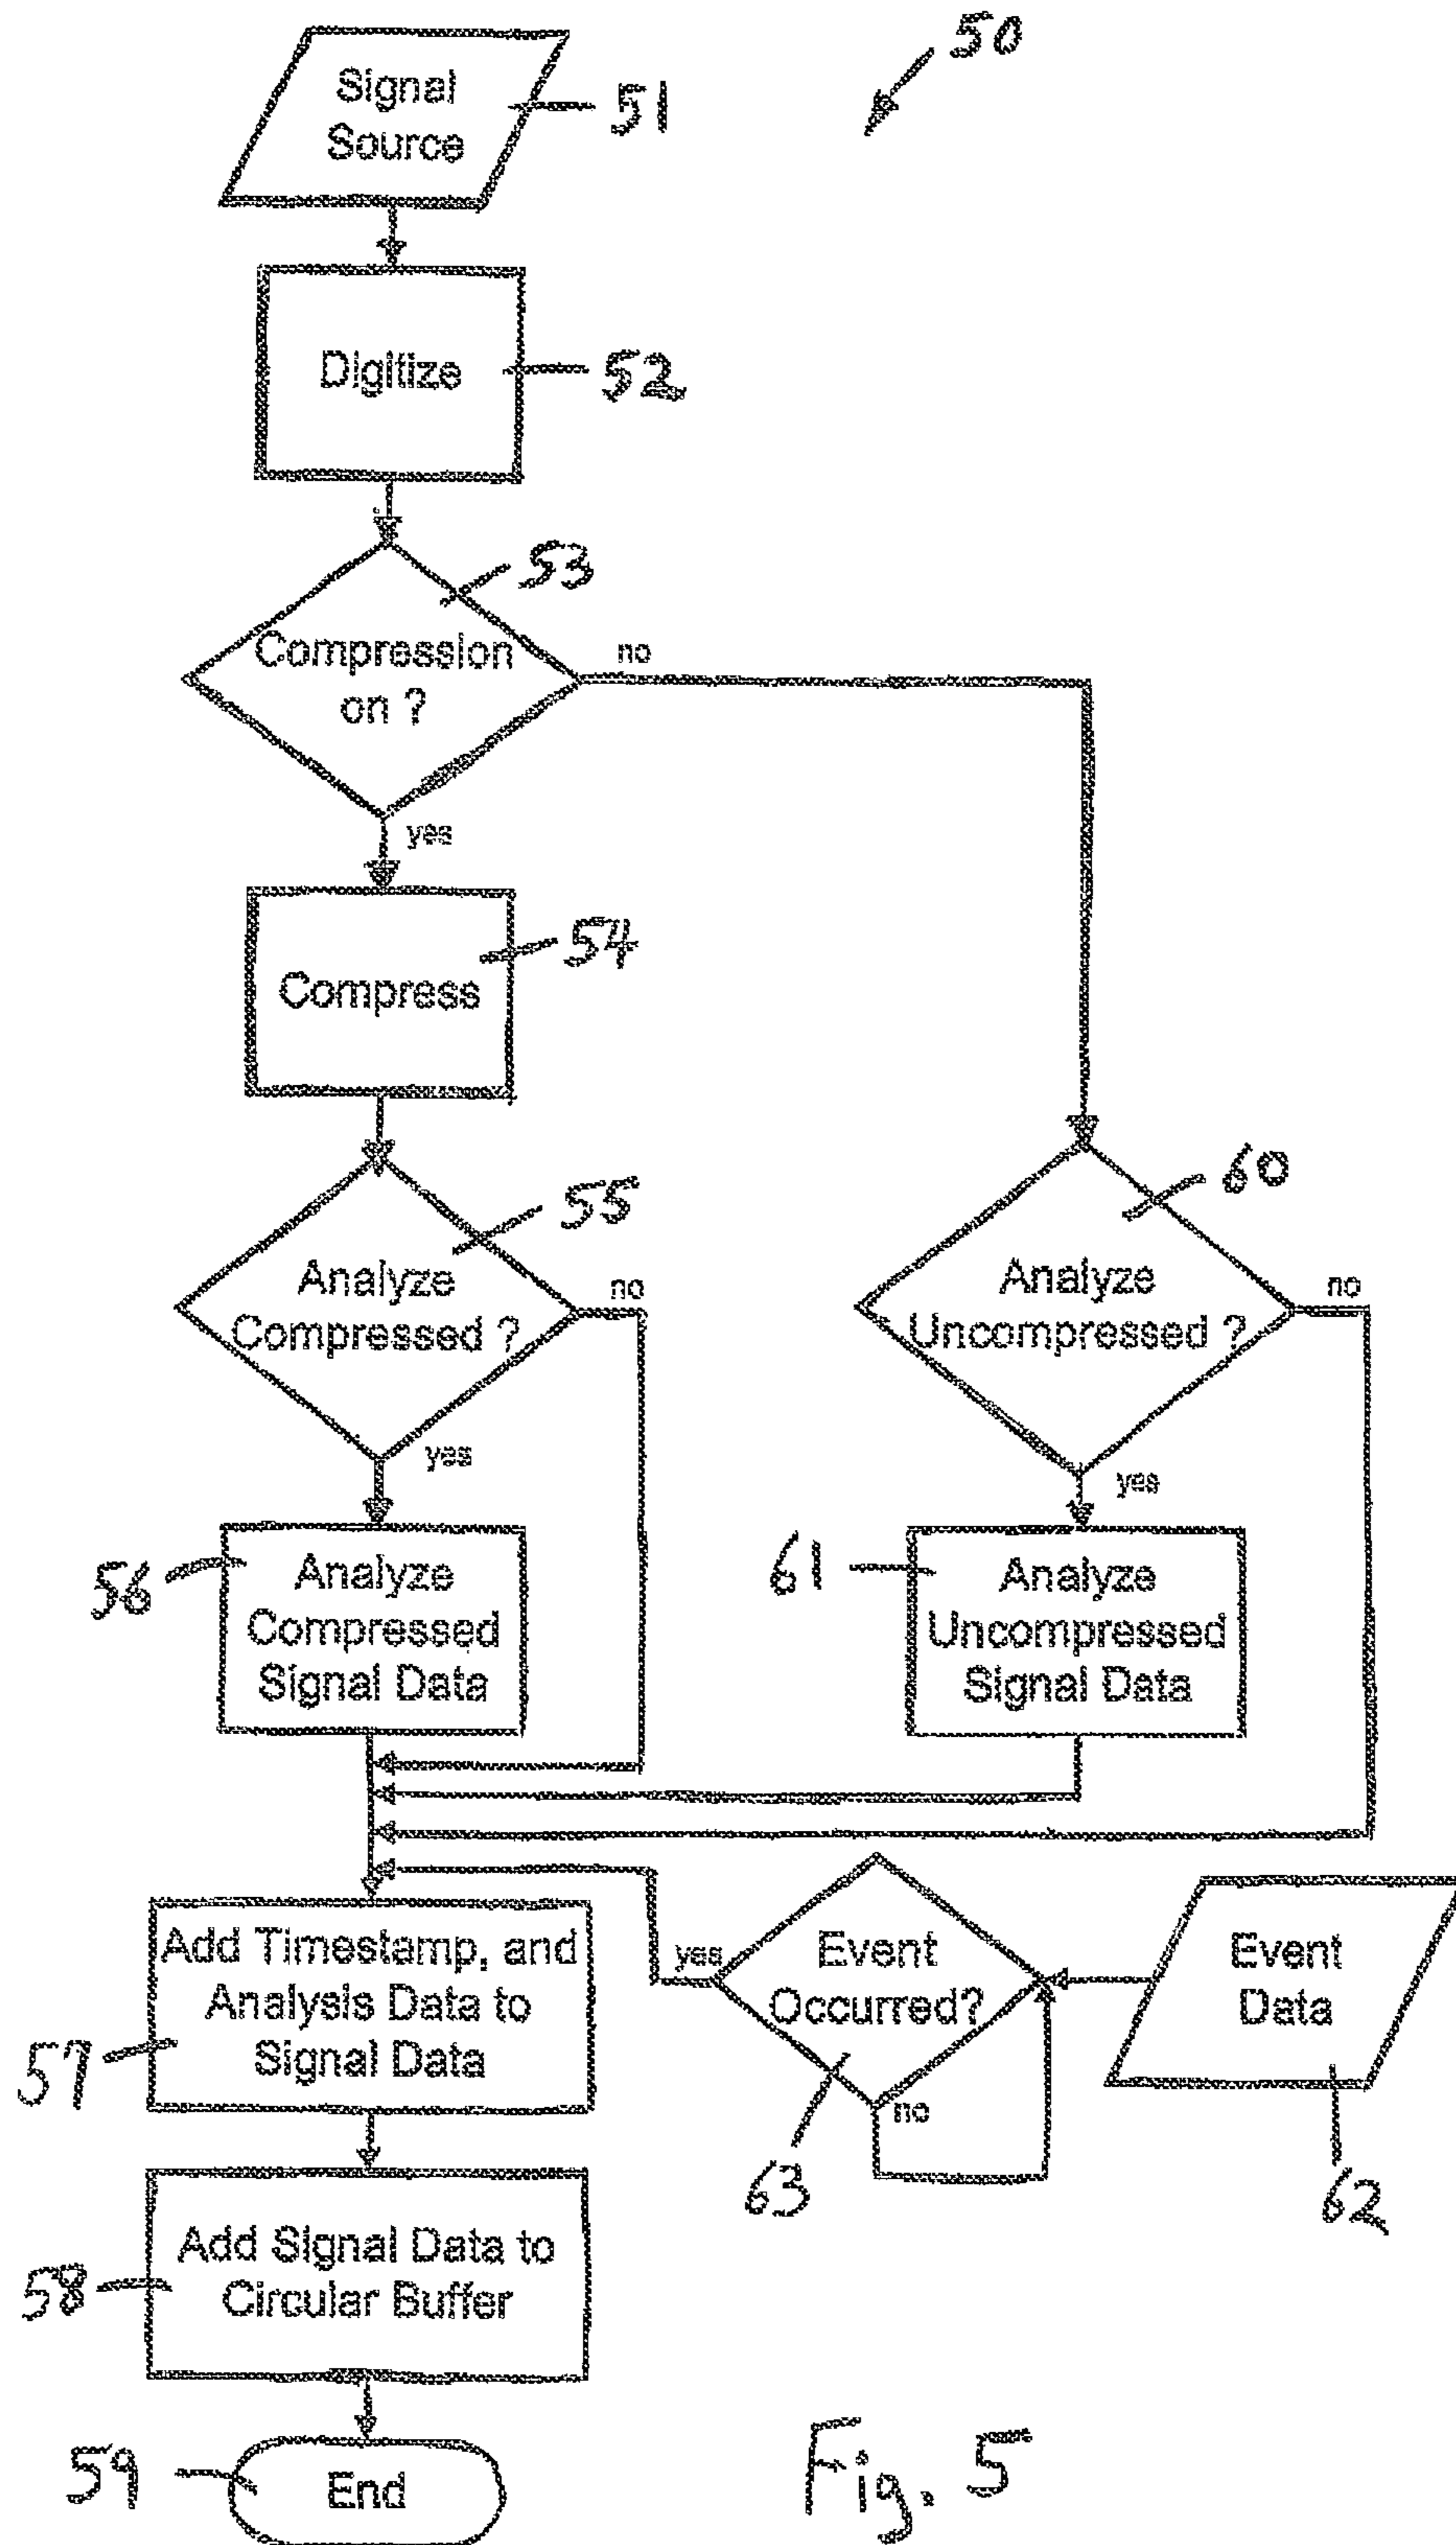 50
Signal
Source
51
Digitize
52
53
Compression
on ?
no
yes
Compress
54
55
Analyze
Compressed ?
no
yes
60
Analyze
Uncompressed ?
no
yes
56
Analyze
Compressed
Signal Data
61
Analyze
Uncompressed
Signal Data
57
Add Timestamp, and
Analysis Data to
Signal Data
yes
Event
Occurred?
no
63
Event
Data
62
58
Add Signal Data to
Circular Buffer
59
End
Fig. 5